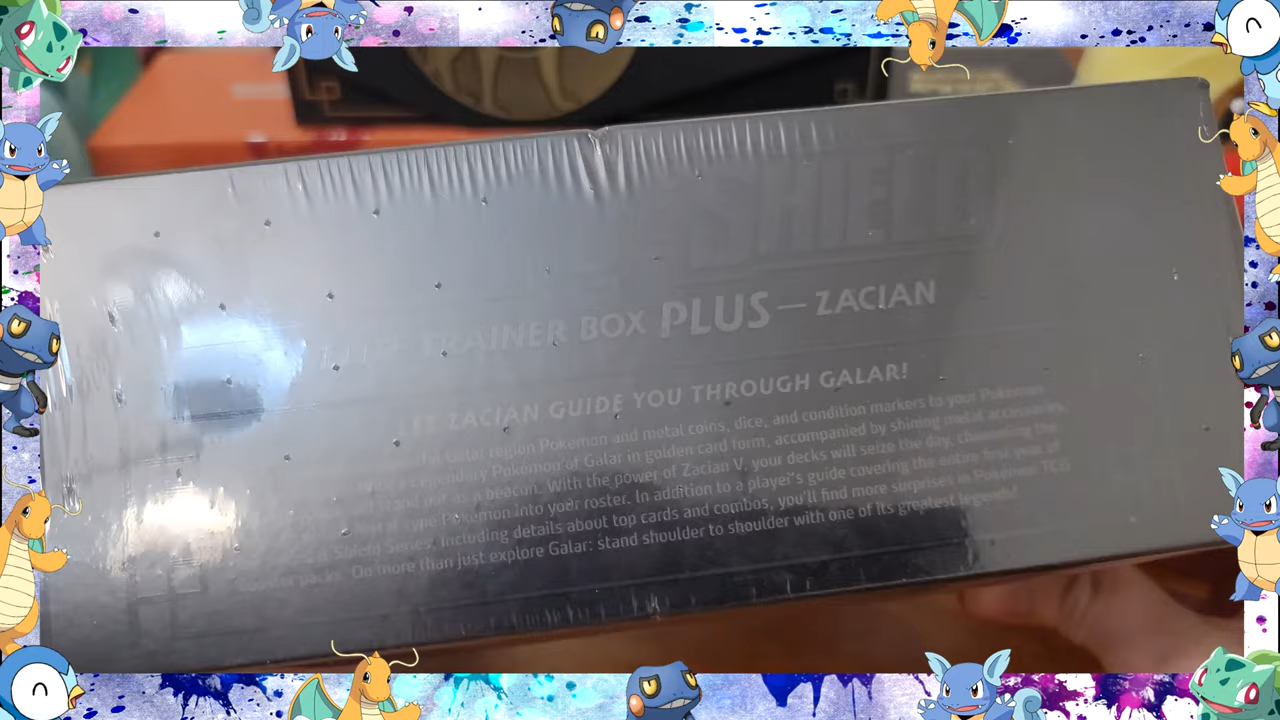 SHIELD
TRAINER BOX PLUS — ZACIAN
LET ZACIAN GUIDE YOU THROUGH GALAR!
Galar region Pokémon and metal coins, dice, and condition markers to your Pokémon
Legendary Pokémon of Galar in golden card form, accompanied by shining metal accessories,
and as a beacon. With the power of Zacian V, your decks will seize the day, channeling the
type Pokémon into your roster. In addition to a player's guide covering the entire first year of
Shield Series, including details about top cards and combos, you'll find more surprises in Pokémon TCG
packs. Do more than just explore Galar: stand shoulder to shoulder with one of its greatest legends!